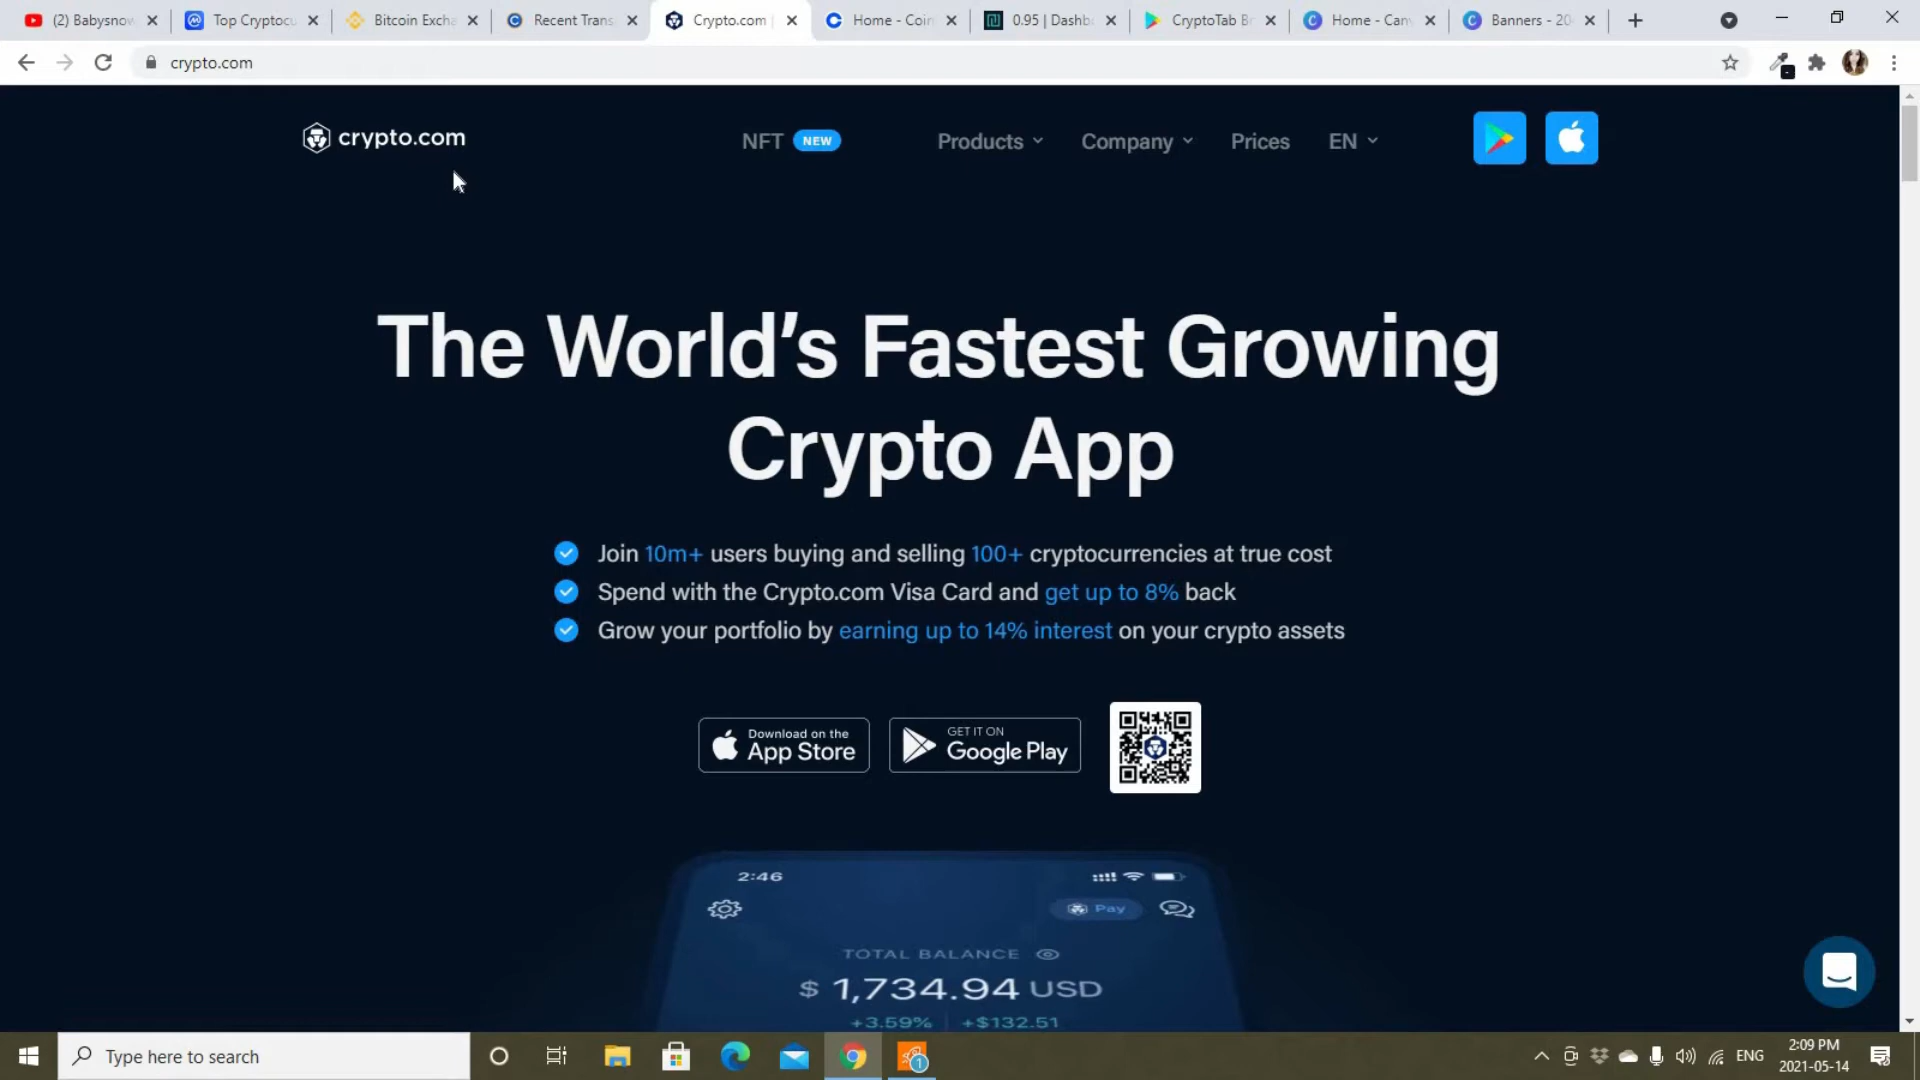 (2) Babysnow
Top Cryptocu
Bitcoin Excha
Recent Trans
Crypto.com |
Home - Coin
0.95 | Dashb
CryptoTab Br
Home - Can
Banners - 20
crypto.com
crypto.com
NFT NEW Products Company Prices EN
The World's Fastest Growing
Crypto App
Join 10m+ users buying and selling 100+ cryptocurrencies at true cost
Spend with the Crypto.com Visa Card and get up to 8% back
Grow your portfolio by earning up to 14% interest on your crypto assets
Download on the
App Store
GET IT ON
Google Play
2:46
Pay
TOTAL BALANCE
$ 1,734.94 USD
+3.59% +$132.51
Type here to search
1
ENG
2:09 PM
2021-05-14